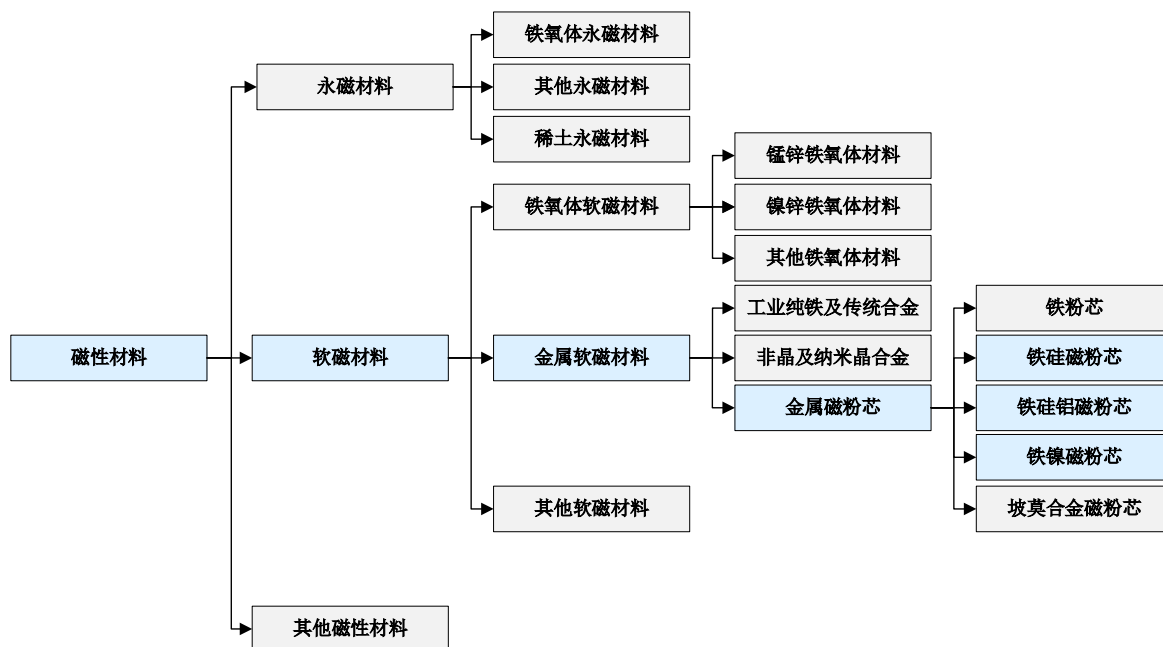 铁氧体永磁材料
永磁材料
其他永磁材料
稀土永磁材料
锰锌铁氧体材料
铁氧体软磁材料
镍锌铁氧体材料
其他铁氧体材料
工业纯铁及传统合金
铁粉芯
磁性材料
软磁材料
金属软磁材料
非晶及纳米晶合金
铁硅磁粉芯
金属磁粉芯
铁硅铝磁粉芯
铁镍磁粉芯
其他软磁材料
坡莫合金磁粉芯
其他磁性材料